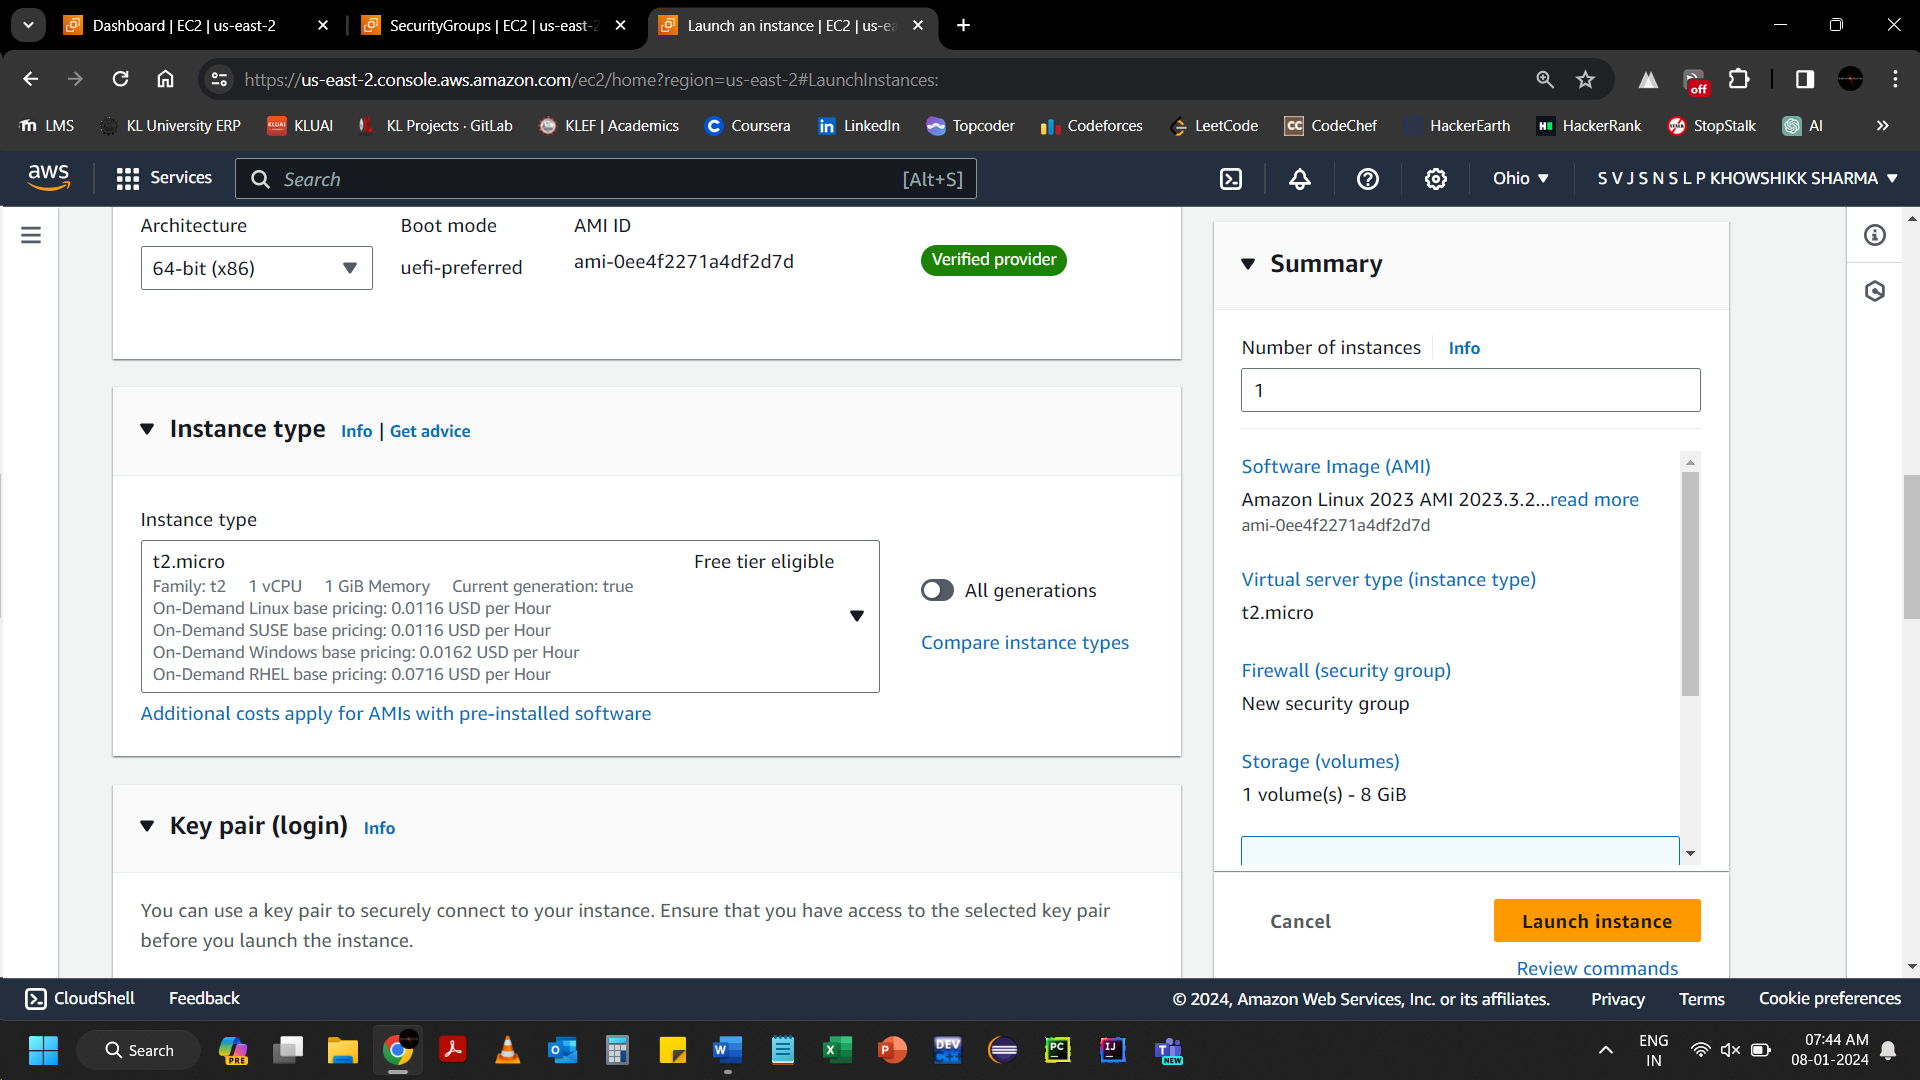 Dashboard | EC2 | us-east-2
SecurityGroups | EC2 | us-east-2
Launch an instance | EC2 | us-ea
https://us-east-2.console.aws.amazon.com/ec2/home?region=us-east-2#LaunchInstances:
off
LMS
KL University ERP
KLUAI KLUAI
KL Projects · GitLab
KLEF | Academics
Coursera
LinkedIn
Topcoder
Codeforces
LeetCode
CC CodeChef
HackerEarth
HackerRank
StopStalk
AI
aws
Services
Search
[Alt+S]
Ohio
S V J S N S L P KHOWSHIKK SHARMA
Architecture
Boot mode
AMI ID
64-bit (x86)
uefi-preferred
ami-0ee4f2271a4df2d7d
Verified provider
Instance type
Info | Get advice
Instance type
t2.micro
Free tier eligible
Family: t2 1 vCPU 1 GiB Memory Current generation: true
On-Demand Linux base pricing: 0.0116 USD per Hour
On-Demand SUSE base pricing: 0.0116 USD per Hour
On-Demand Windows base pricing: 0.0162 USD per Hour
On-Demand RHEL base pricing: 0.0716 USD per Hour
All generations
Compare instance types
Additional costs apply for AMIs with pre-installed software
Key pair (login)
Info
You can use a key pair to securely connect to your instance. Ensure that you have access to the selected key pair
before you launch the instance.
Summary
Number of instances
Info
1
Software Image (AMI)
Amazon Linux 2023 AMI 2023.3.2...read more
ami-0ee4f2271a4df2d7d
Virtual server type (instance type)
t2.micro
Firewall (security group)
New security group
Storage (volumes)
1 volume(s) - 8 GiB
Cancel
Launch instance
Review commands
CloudShell
Feedback
© 2024, Amazon Web Services, Inc. or its affiliates.
Privacy
Terms
Cookie preferences
Search
PRE
DEV
PC
IJ
NEW
ENG
IN
07:44 AM
08-01-2024